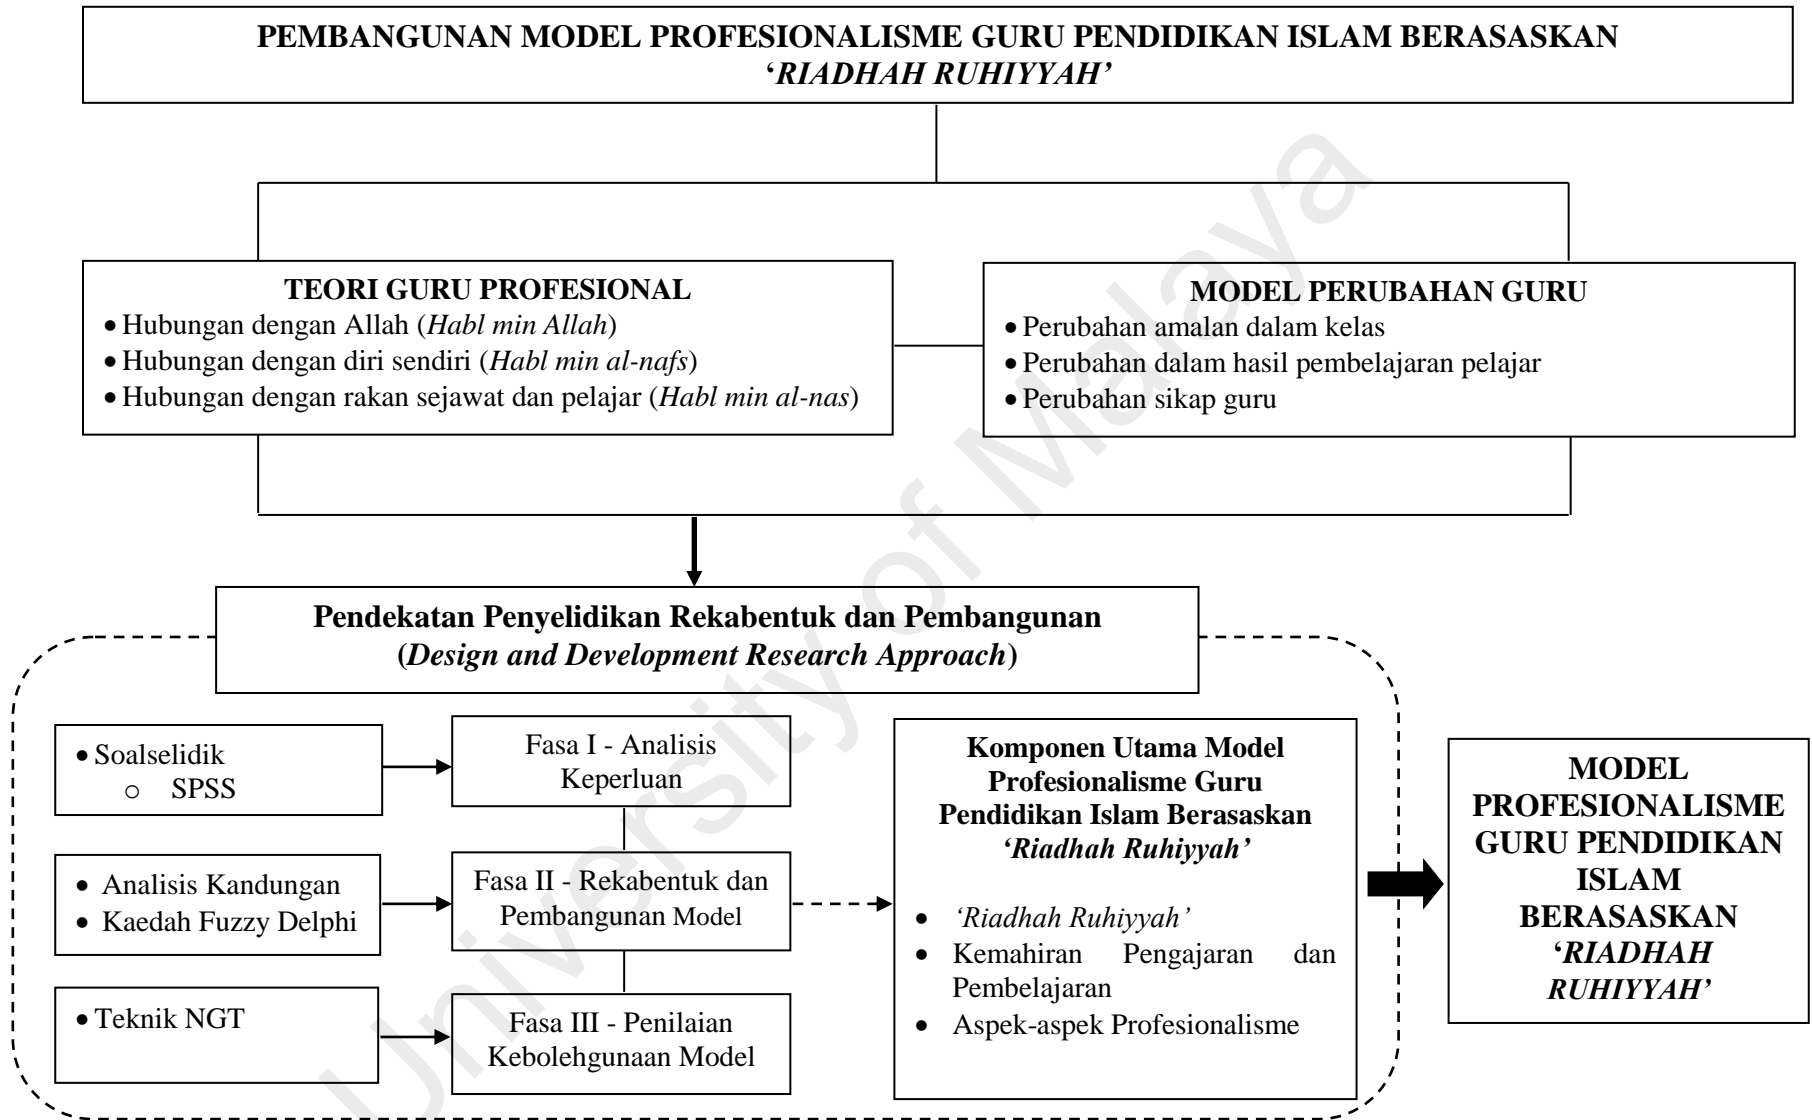 PEMBANGUNAN MODEL PROFESIONALISME GURU PENDIDIKAN ISLAM BERASASKAN
‘RIADHAH RUHIYYAH’
TEORI GURU PROFESIONAL
• Hubungan dengan Allah (Habl min Allah)
• Hubungan dengan diri sendiri (Habl min al-nafs)
• Hubungan dengan rakan sejawat dan pelajar (Habl min al-nas)
MODEL PERUBAHAN GURU
• Perubahan amalan dalam kelas
• Perubahan dalam hasil pembelajaran pelajar
• Perubahan sikap guru
Pendekatan Penyelidikan Rekabentuk dan Pembangunan
(Design and Development Research Approach)
• Soalselidik
o SPSS
Fasa I - Analisis
Keperluan
• Analisis Kandungan
• Kaedah Fuzzy Delphi
Fasa II - Rekabentuk dan
Pembangunan Model
• Teknik NGT
Fasa III - Penilaian
Kebolehgunaan Model
Komponen Utama Model
Profesionalisme Guru
Pendidikan Islam Berasaskan
‘Riadhah Ruhiyyah’
• ‘Riadhah Ruhiyyah’
• Kemahiran Pengajaran dan
Pembelajaran
• Aspek-aspek Profesionalisme
MODEL
PROFESIONALISME
GURU PENDIDIKAN
ISLAM
BERASASKAN
‘RIADHAH
RUHIYYAH’
University of Malaya